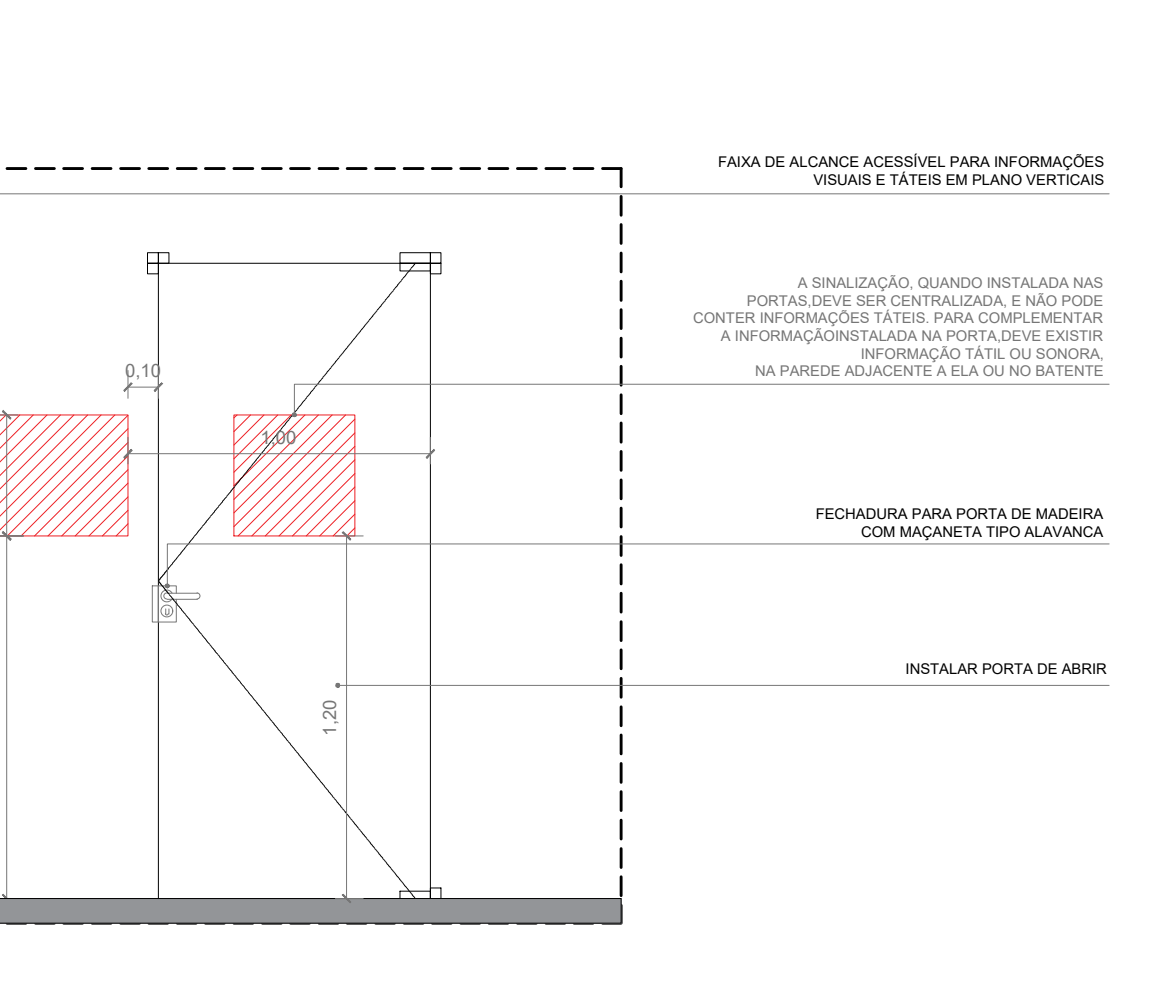 FAIXA DE ALCANCE ACESSÍVEL PARA INFORMAÇÕES
VISUAIS E TÁTEIS EM PLANO VERTICAIS
A SINALIZAÇÃO, QUANDO INSTALADA NAS
PORTAS,DEVE SER CENTRALIZADA, E NÃO PODE
CONTER INFORMAÇÕES TÁTEIS. PARA COMPLEMENTAR
A INFORMAÇÃOINSTALADA NA PORTA,DEVE EXISTIR
INFORMAÇÃO TÁTIL OU SONORA,
NA PAREDE ADJACENTE A ELA OU NO BATENTE
0,10
1,00
FECHADURA PARA PORTA DE MADEIRA
COM MAÇANETA TIPO ALAVANCA
INSTALAR PORTA DE ABRIR
1,20